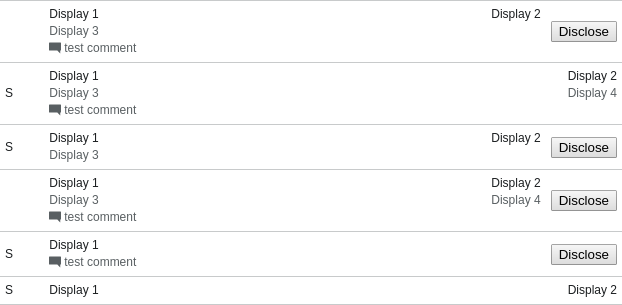 Display 1 Display 2
Display 3 Disclose
test comment
Display 1 Display 2
S Display 3 Display 4
test comment
Display 1 Display 2
S Disclose
Display 3
Display 1 Display 2
Display 3 Display 4 Disclose
test comment
Display 1
S Disclose
test comment
S Display 1 Display 2